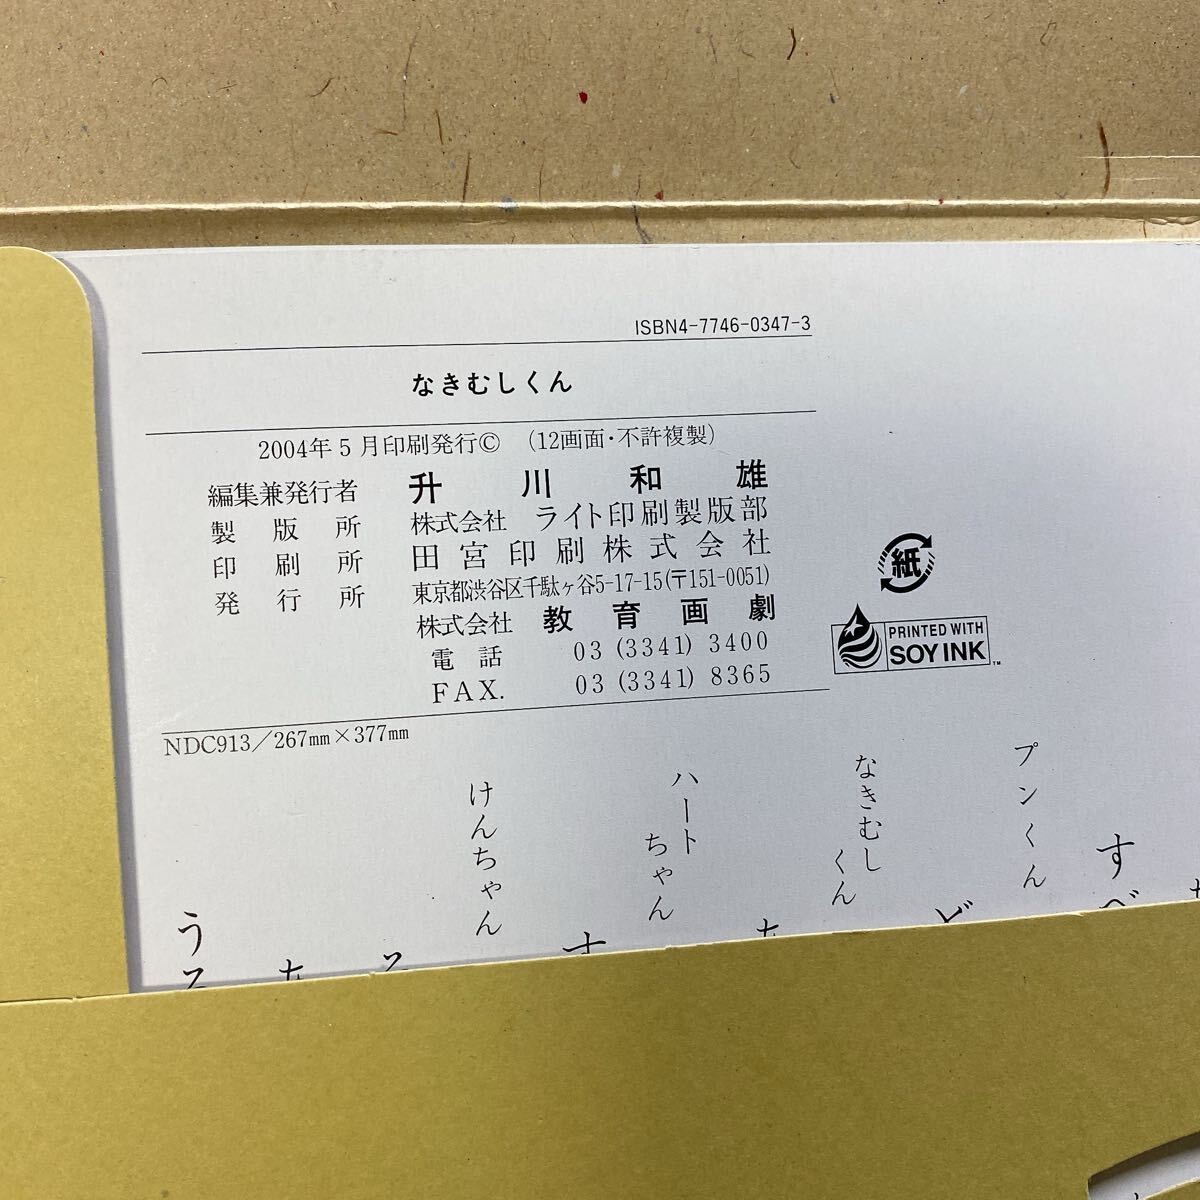 ISBN4-7746-0347-3
なきむしくん
2004年5月印刷発行© （12画面・不許複製）
編集兼発行者 升川和雄
製版所 株式会社 ライト印刷製版部
印刷所 田宮印刷株式会社
発行所 東京都渋谷区千駄ヶ谷5-17-15(〒151-0051)
株式会社 教育画劇
電話 03 (3341) 3400
FAX. 03 (3341) 8365
NDC913／267mm×377mm
紙
PRINTED WITH
SOY INK™
プンくん
なきむしくん
ハートちゃん
けんちゃん
す
う